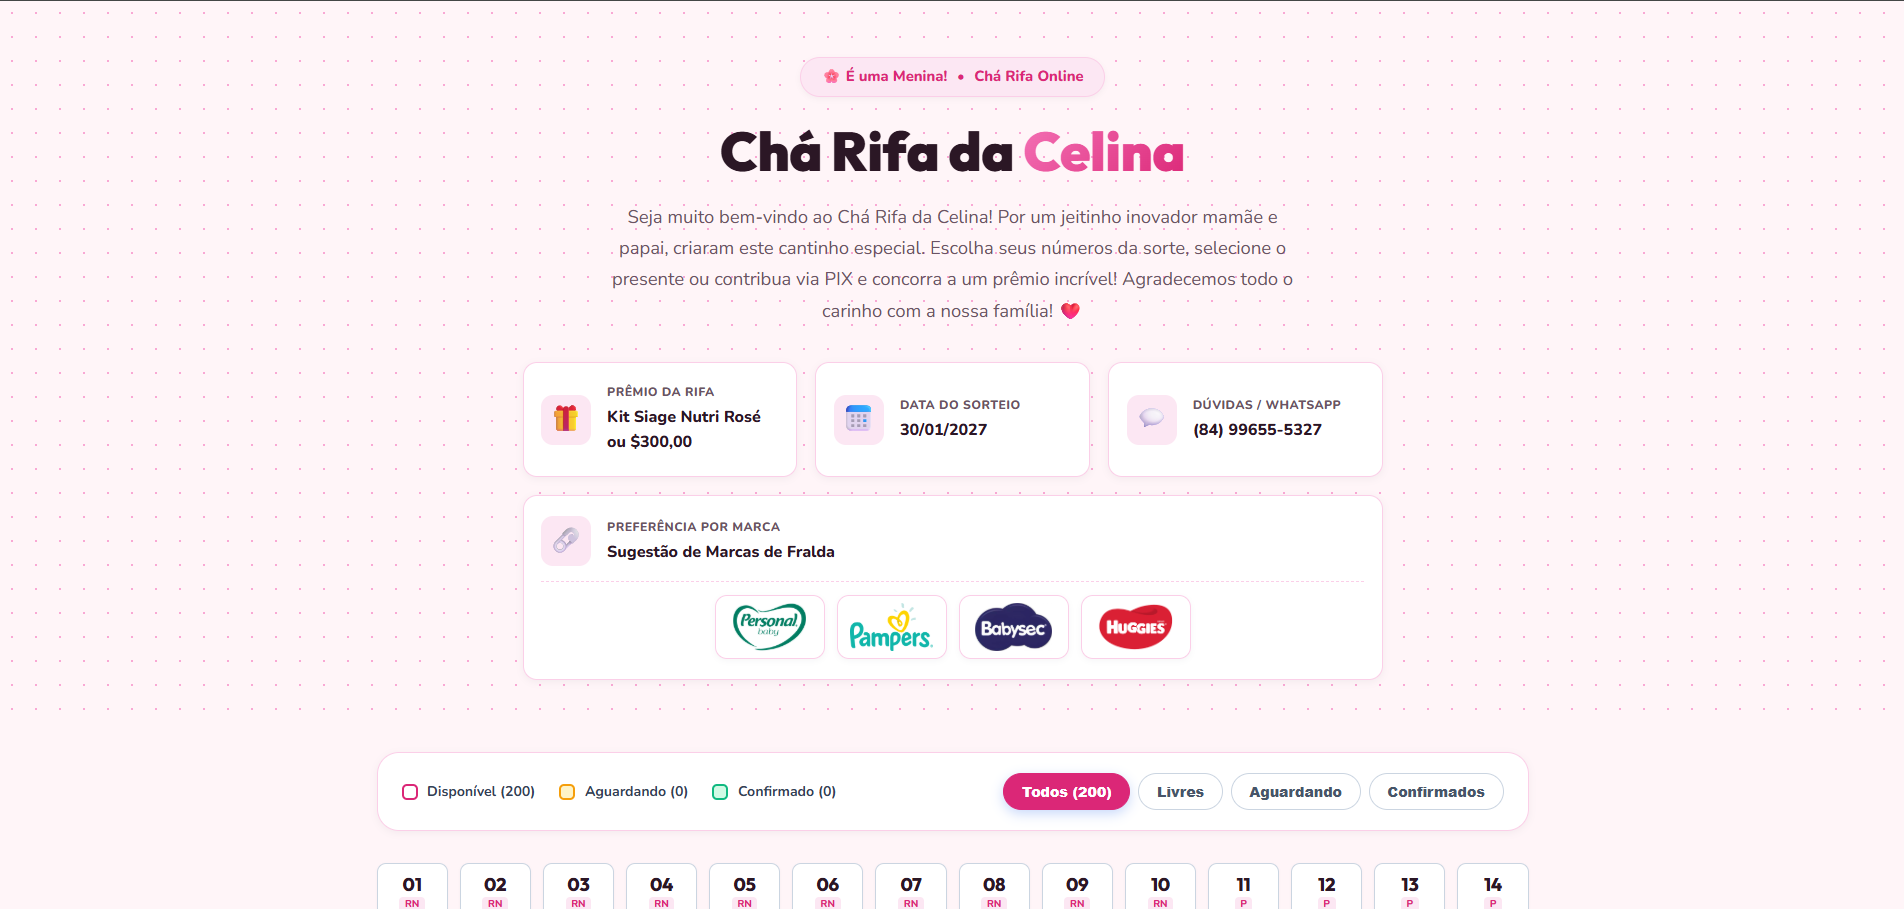 É uma Menina! • Chá Rifa Online
Chá Rifa da Celina
Seja muito bem-vindo ao Chá Rifa da Celina! Por um jeitinho inovador mamãe e
papai, criaram este cantinho especial. Escolha seus números da sorte, selecione o
presente ou contribua via PIX e concorra a um prêmio incrível! Agradecemos todo o
carinho com a nossa família!
PRÊMIO DA RIFA
Kit Siage Nutri Rosé
ou $300,00
DATA DO SORTEIO
30/01/2027
DÚVIDAS / WHATSAPP
(84) 99655-5327
PREFERÊNCIA POR MARCA
Sugestão de Marcas de Fralda
Personal
baby
Pampers
Babysec
HUGGIES
Disponível (200)
Aguardando (0)
Confirmado (0)
Todos (200)
Livres
Aguardando
Confirmados
01
RN
02
RN
03
RN
04
RN
05
RN
06
RN
07
RN
08
RN
09
RN
10
RN
11
P
12
P
13
P
14
P